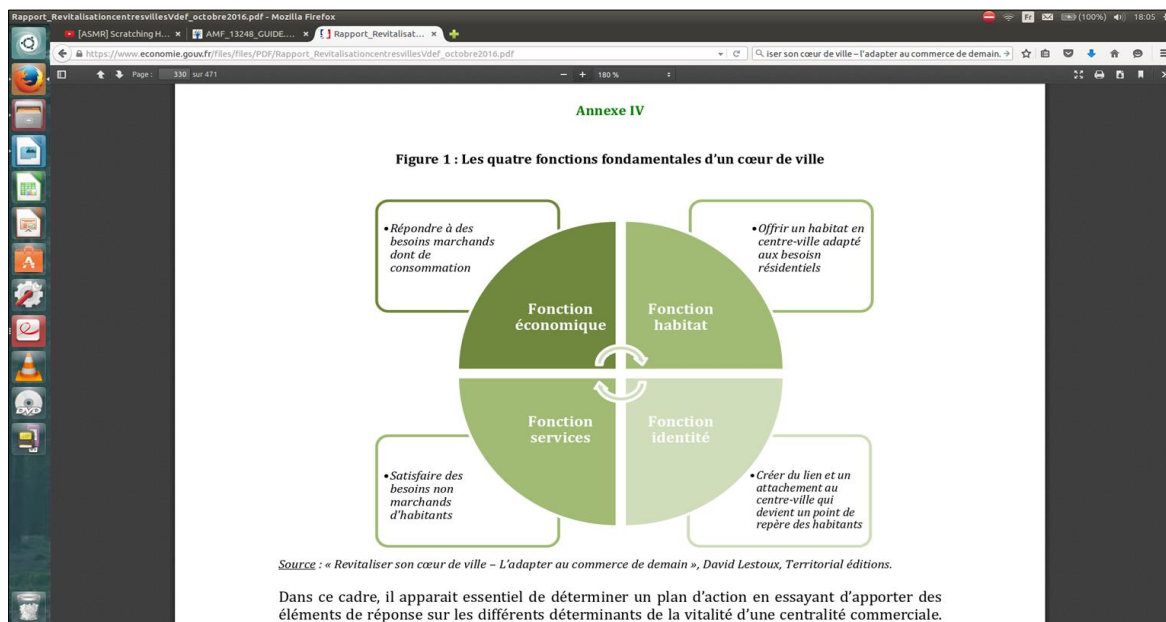 Rapport_RevitalisationcentresvillesVdef_octobre2016.pdf - Mozilla Firefox
Fr
(100%)
18:05
[ASMR] Scratching H...
AMF_13248_GUIDE....
Rapport_Revitalisat...
https://www.economie.gouv.fr/files/files/PDF/Rapport_RevitalisationcentresvillesVdef_octobre2016.pdf
iser son cœur de ville – l'adapter au commerce de demain.
Page :
330
sur 471
180 %
Annexe IV
Figure 1 : Les quatre fonctions fondamentales d'un cœur de ville
•Répondre à des
besoins marchands
dont de
consommation
•Offrir un habitat en
centre-ville adapté
aux besoisn
résidentiels
Fonction
économique
Fonction
habitat
Fonction
services
Fonction
identité
•Satisfaire des
besoins non
marchands
d'habitants
•Créer du lien et un
attachement au
centre-ville qui
devient un point de
repère des habitants
Source : « Revitaliser son cœur de ville – L'adapter au commerce de demain », David Lestoux, Territorial éditions.
Dans ce cadre, il apparait essentiel de déterminer un plan d'action en essayant d'apporter des
éléments de réponse sur les différents déterminants de la vitalité d'une centralité commerciale.
DVD